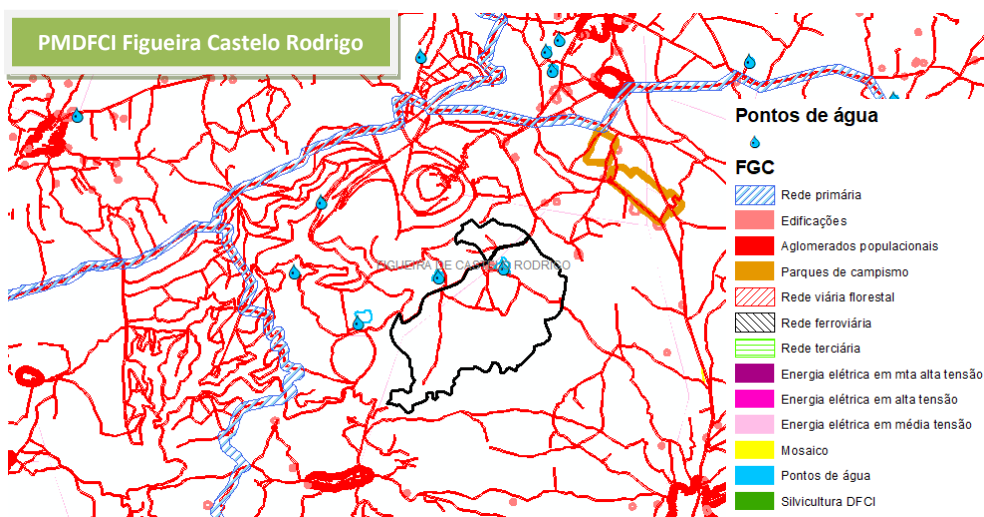 PMDFCI Figueira Castelo Rodrigo
FIGUEIRA DE CASTELO RODRIGO
Pontos de água
FGC
Rede primária
Edificações
Aglomerados populacionais
Parques de campismo
Rede viária florestal
Rede ferroviária
Rede terciária
Energia elétrica em mta alta tensão
Energia elétrica em alta tensão
Energia elétrica em média tensão
Mosaico
Pontos de água
Silvicultura DFCI